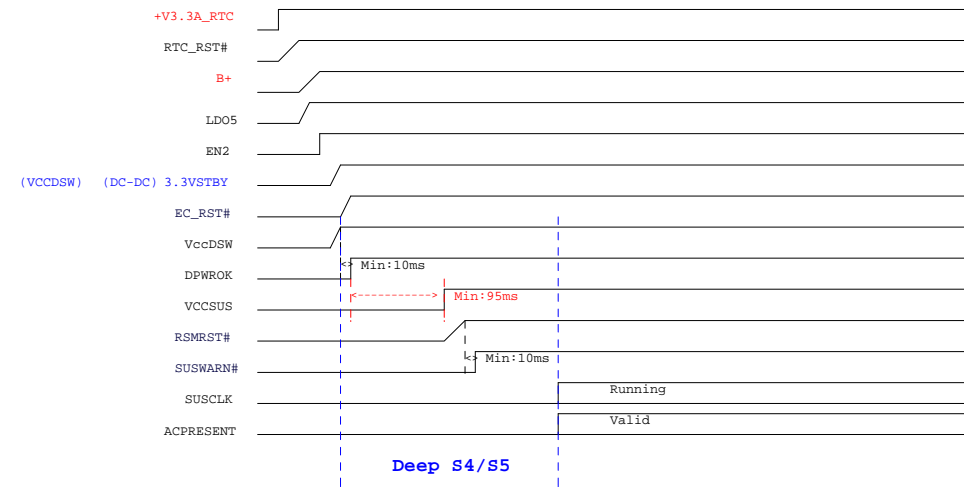 +V3.3A_RTC
RTC_RST#
B+
LDO5
EN2
(VCCDSW) (DC-DC) 3.3VSTBY
EC_RST#
VccDSW
DPWROK <> Min:10ms
VCCSUS <-----------> Min:95ms
RSMRST#
SUSWARN# <> Min:10ms
SUSCLK Running
ACPRESENT Valid
Deep S4/S5